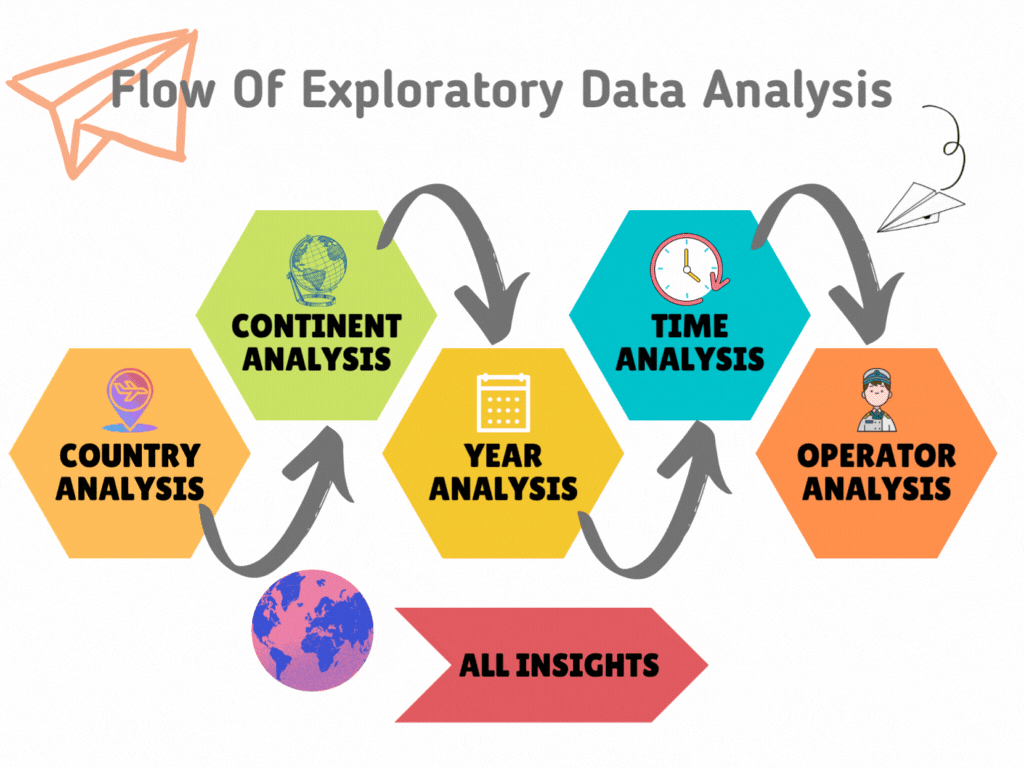 Flow Of Exploratory Data Analysis
COUNTRY
ANALYSIS
CONTINENT
ANALYSIS
YEAR
ANALYSIS
TIME
ANALYSIS
OPERATOR
ANALYSIS
ALL INSIGHTS